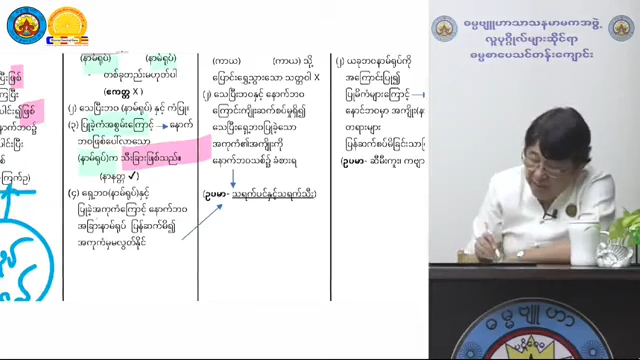 (နာမ်ရုပ်) (နာမ်ရုပ်)
- တစ်ခုတည်းမဟုတ်ပါ
(ဧကတ္တ X)
(၂) သေပြီးဘဝ (နာမ်ရုပ်) နှင့် ကံပြု၊
(၃) ပြုခဲ့ကံအစွမ်းကြောင့် → နောက်
ဘဝဖြစ်ပေါ်လာသော
(နာမ်ရုပ်)က သီးခြားဖြစ်သည်။
(နာနတ္တ ✓)
(၄) ရှေ့ဘဝ(နာမ်ရုပ်)နှင့်
ပြုခဲ့အကုကံကြောင့် နောက်ဘဝ
အခြားနာမ်ရုပ် ပြန်ဆက်မိ၍
အကုကံမှမလွတ်နိုင်
(ကာယ) (ကာယ) သို့
ပြောင်းရွှေ့သွားသော သတ္တဝါ X
(၂) သေပြီးဘဝနှင့် နောက်ဘဝ
ကြောင်းကျိုးဆက်စပ်မှုရှိ၍
သေပြီးရှေ့ဘဝပြုခဲ့သော
အကုကံ၏အကျိုးကို
နောက်ဘဝသစ်၌ ခံစားရ
(ဥပမာ- သရက်ပင်နှင့်သရက်သီး)
(၂) ယခုဘဝနာမ်ရုပ်ကို
အကြောင်းပြု၍
ပြုမိကံများကြောင့်
နောင်ဘဝမှာ အကျိုး(န
တရားများ
ပြန်ဆက်စပ်မိခြင်းသာ
(ဥပမာ- ဆီမီးကူး၊ ကဗျာ
ဓမ္မဗျူဟာသာသနာမာမကအဖွဲ့
လူပုဂ္ဂိုလ်များဆိုင်ရာ
ဓမ္မစာပေသင်တန်းကျောင်း
ဓမ္မဗျူဟာ